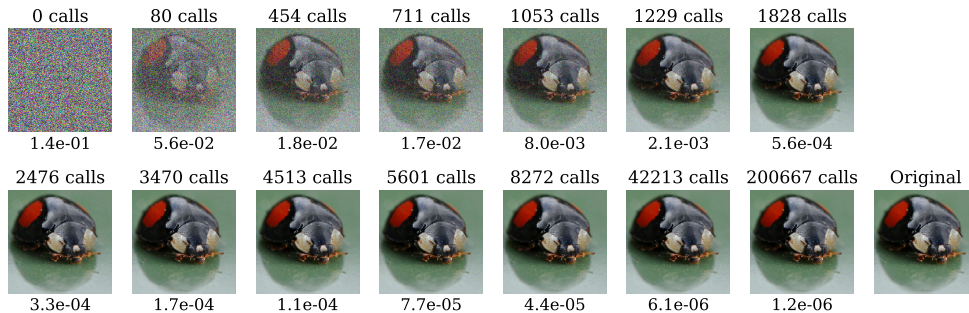 0 calls 80 calls 454 calls 711 calls 1053 calls 1229 calls 1828 calls
1.4e-01 5.6e-02 1.8e-02 1.7e-02 8.0e-03 2.1e-03 5.6e-04
2476 calls 3470 calls 4513 calls 5601 calls 8272 calls 42213 calls 200667 calls Original
3.3e-04 1.7e-04 1.1e-04 7.7e-05 4.4e-05 6.1e-06 1.2e-06